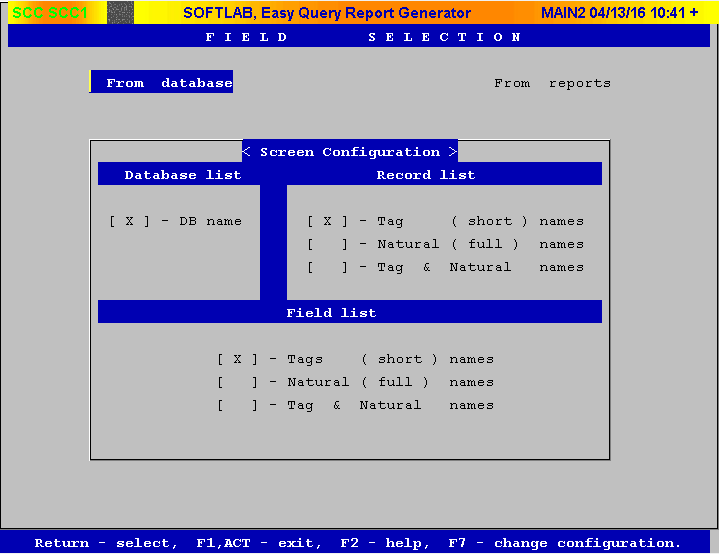 SCC SCC1 SOFTLAB, Easy Query Report Generator MAIN2 04/13/16 10:41 +
F I E L D S E L E C T I O N
From database From reports
< Screen Configuration >
Database list Record list
[ X ] - DB name [ X ] - Tag ( short ) names
[ ] - Natural ( full ) names
[ ] - Tag & Natural names
Field list
[ X ] - Tags ( short ) names
[ ] - Natural ( full ) names
[ ] - Tag & Natural names
Return - select, F1,ACT - exit, F2 - help, F7 - change configuration.